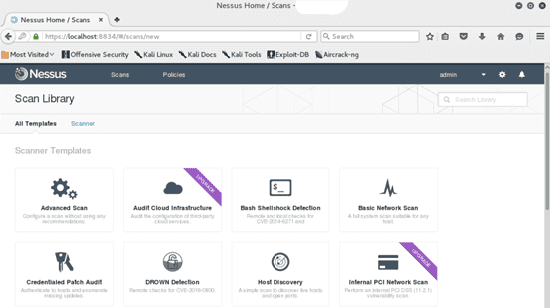 Nessus Home / Scans -
Nessus Home / Scans - 
https://localhost:8834/#/scans/new
Search
Most Visited
Offensive Security
Kali Linux
Kali Docs
Kali Tools
Exploit-DB
Aircrack-ng
Nessus
Scans
Policies
admin
Scan Library
Search Library
All Templates
Scanner
Scanner Templates
UPGRADE
Advanced Scan
Configure a scan without using any
recommendations.
Audit Cloud Infrastructure
Audit the configuration of third-party
cloud services.
Bash Shellshock Detection
Remote and local checks for
CVE-2014-6271 and
Basic Network Scan
A full system scan suitable for any
host.
UPGRADE
Credentialed Patch Audit
Authenticate to hosts and enumerate
missing updates.
DROWN Detection
Remote checks for CVE-2016-0800.
Host Discovery
A simple scan to discover live hosts
and open ports.
Internal PCI Network Scan
Perform an internal PCI DSS (11.2.1)
vulnerability scan.